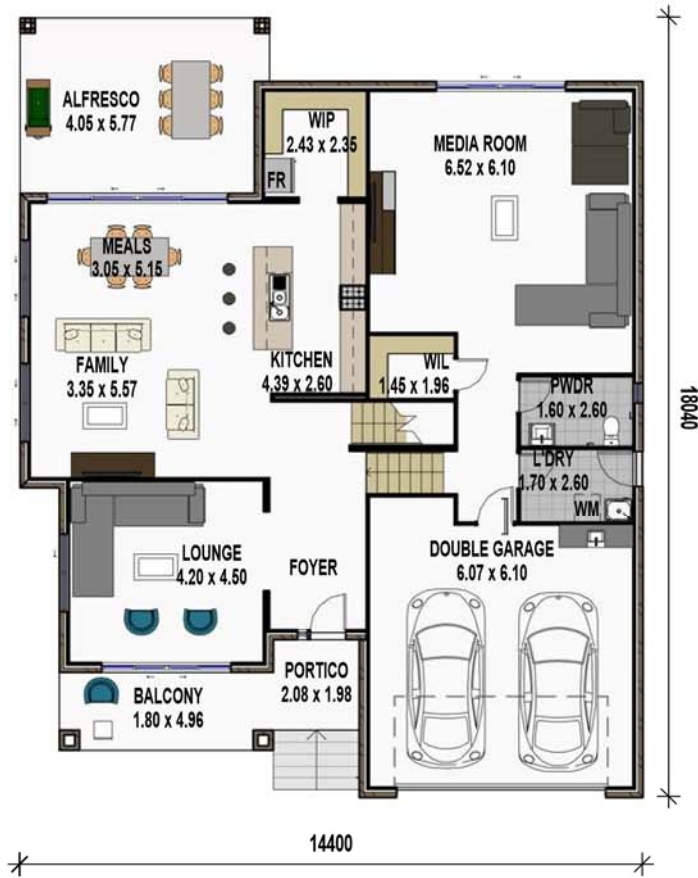 ALFRESCO
4.05 x 5.77
WIP
2.43 x 2.35
FR
MEDIA ROOM
6.52 x 6.10
MEALS
3.05 x 5.15
FAMILY
3.35 x 5.57
KITCHEN
4.39 x 2.60
WIL
1.45 x 1.96
PWDR
1.60 x 2.60
L'DRY
1.70 x 2.60
WM
LOUNGE
4.20 x 4.50
FOYER
DOUBLE GARAGE
6.07 x 6.10
PORTICO
2.08 x 1.98
BALCONY
1.80 x 4.96
18040
14400